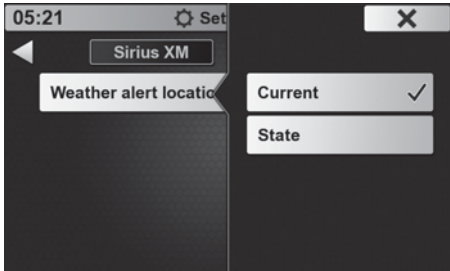 05:21
Set
Sirius XM
Weather alert locatio
Current
State